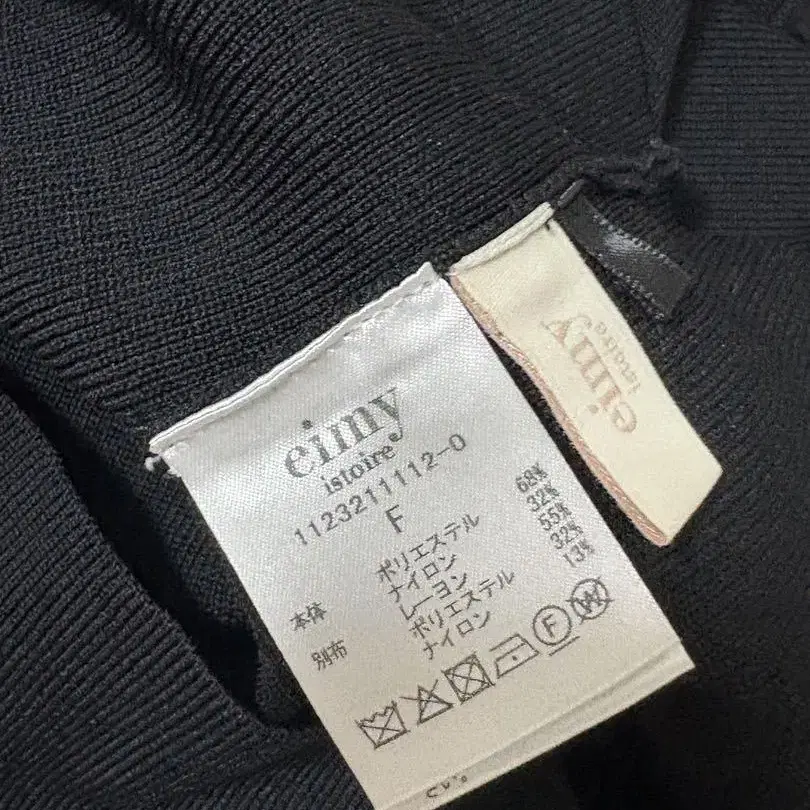 eimy
istoire
1123211112-0
F
本体 ポリエステル 68%
ナイロン 32%
別布 レーヨン 55%
ポリエステル 32%
ナイロン 13%
F W
eimy
istoire